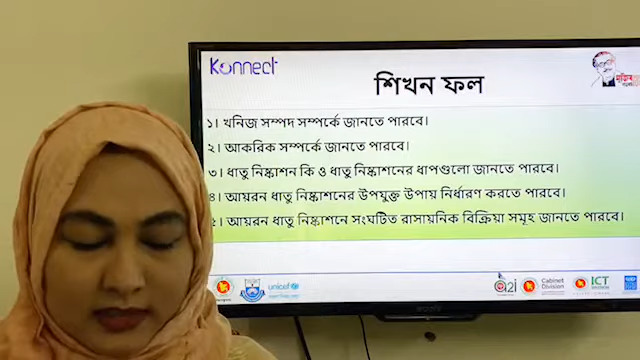 Konnect
শিখন ফল
১। খনিজ সম্পদ সম্পর্কে জানতে পারবে।
২। আকরিক সম্পর্কে জানতে পারবে।
৩। ধাতু নিষ্কাশন কি ও ধাতু নিষ্কাশনের ধাপগুলো জানতে পারবে।
৪। আয়রন ধাতু নিষ্কাশনের উপযুক্ত উপায় নির্ধারণ করতে পারবে।
৫। আয়রন ধাতু নিষ্কাশনে সংঘটিত রাসায়নিক বিক্রিয়া সমূহ জানতে পারবে।
unicef
a2i
Cabinet
Division
ICT